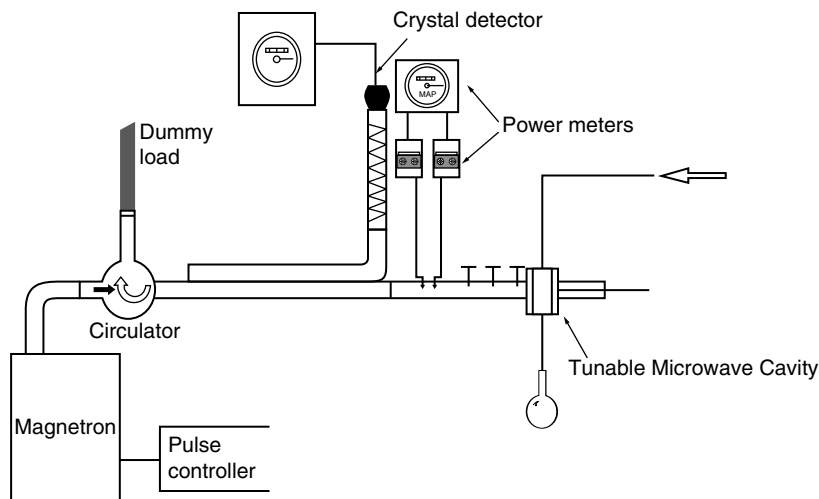 Crystal detector
MAP
Power meters
Dummy
load
Circulator
Tunable Microwave Cavity
Magnetron
Pulse
controller